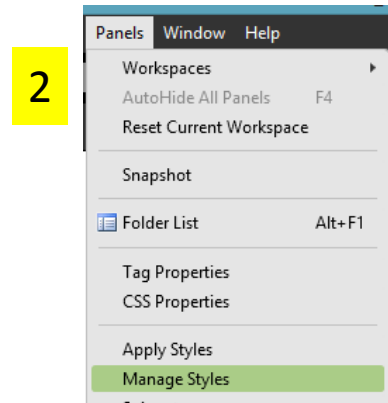 Panels Window Help
2
Workspaces
AutoHide All Panels F4
Reset Current Workspace
Snapshot
Folder List Alt+F1
Tag Properties
CSS Properties
Apply Styles
Manage Styles